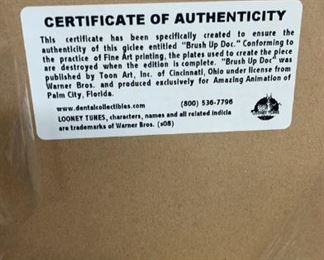 CERTIFICATE OF AUTHENTICITY
This certificate has been specifically created to ensure the
authenticity of this giclee entitled "Brush Up Doc." Conforming to
the practice of Fine Art printing, the plates used to create the piece
are destroyed when the edition is complete. "Brush Up Doc" was
published by Toon Art, Inc. of Cincinnati, Ohio under license from
Warner Bros. and produced exclusively for Amazing Animation of
Palm City, Florida.
www.dentalcollectibles.com (800) 536-7796
LOONEY TUNES, characters, names and all related indicia
are trademarks of Warner Bros. (s08)
LOONEY TUNES